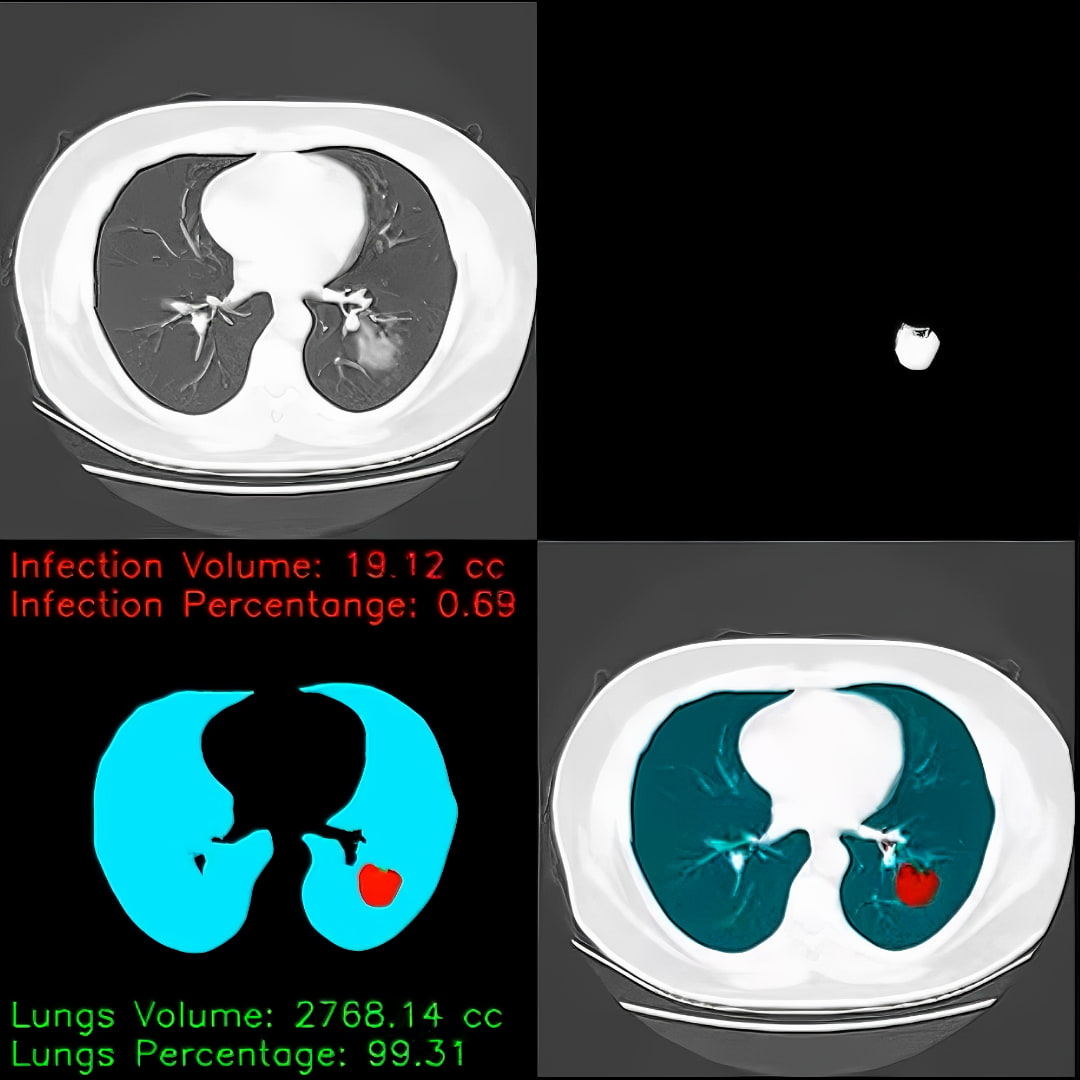 Infection Volume: 19.12 cc
Infection Percentange: 0.69
Lungs Volume: 2768.14 cc
Lungs Percentage: 99.31